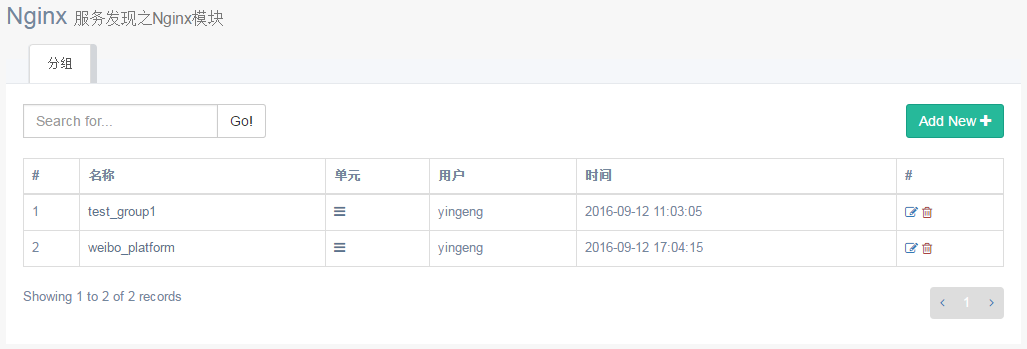 Nginx 服务发现之Nginx模块
分组
Search for... Go! Add New
# 名称 单元 用户 时间 #
1 test_group1 yingeng 2016-09-12 11:03:05
2 weibo_platform yingeng 2016-09-12 17:04:15
Showing 1 to 2 of 2 records 1